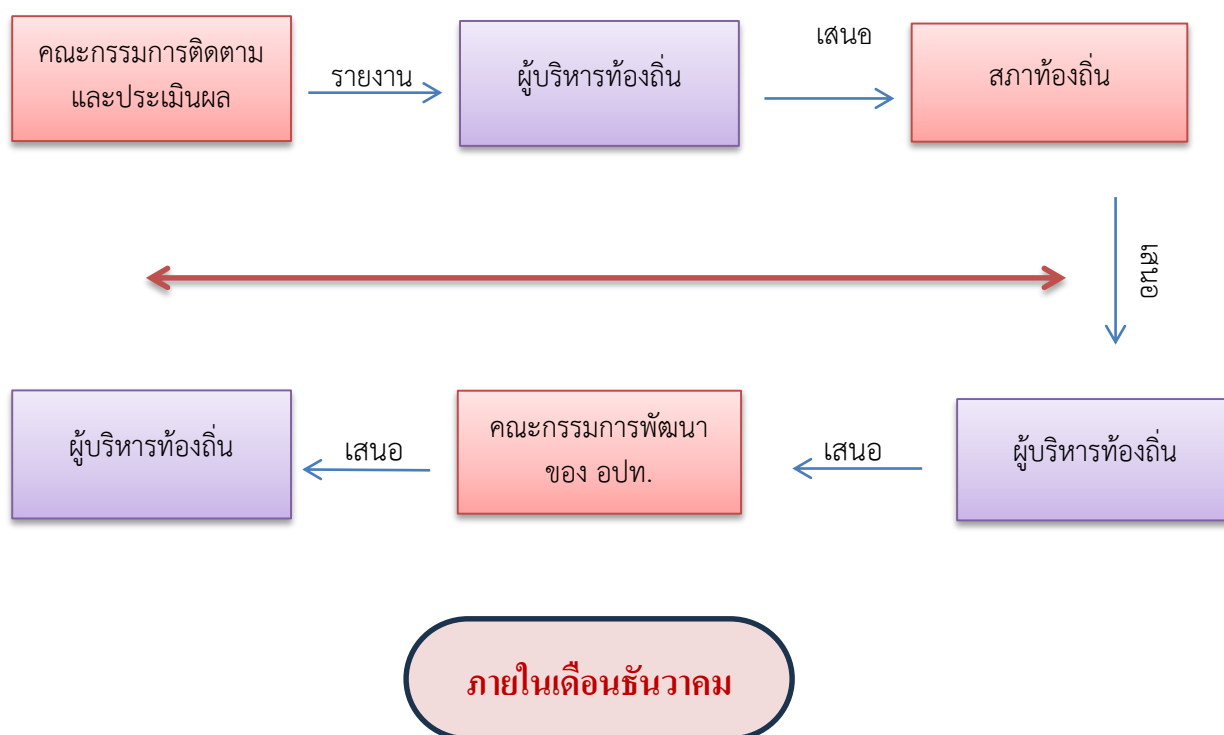 คณะกรรมการติดตาม
และประเมินผล
รายงาน
ผู้บริหารท้องถิ่น
เสนอ
สภาท้องถิ่น
เสนอ
ผู้บริหารท้องถิ่น
เสนอ
คณะกรรมการพัฒนา
ของ อปท.
เสนอ
ผู้บริหารท้องถิ่น
ภายในเดือนธันวาคม